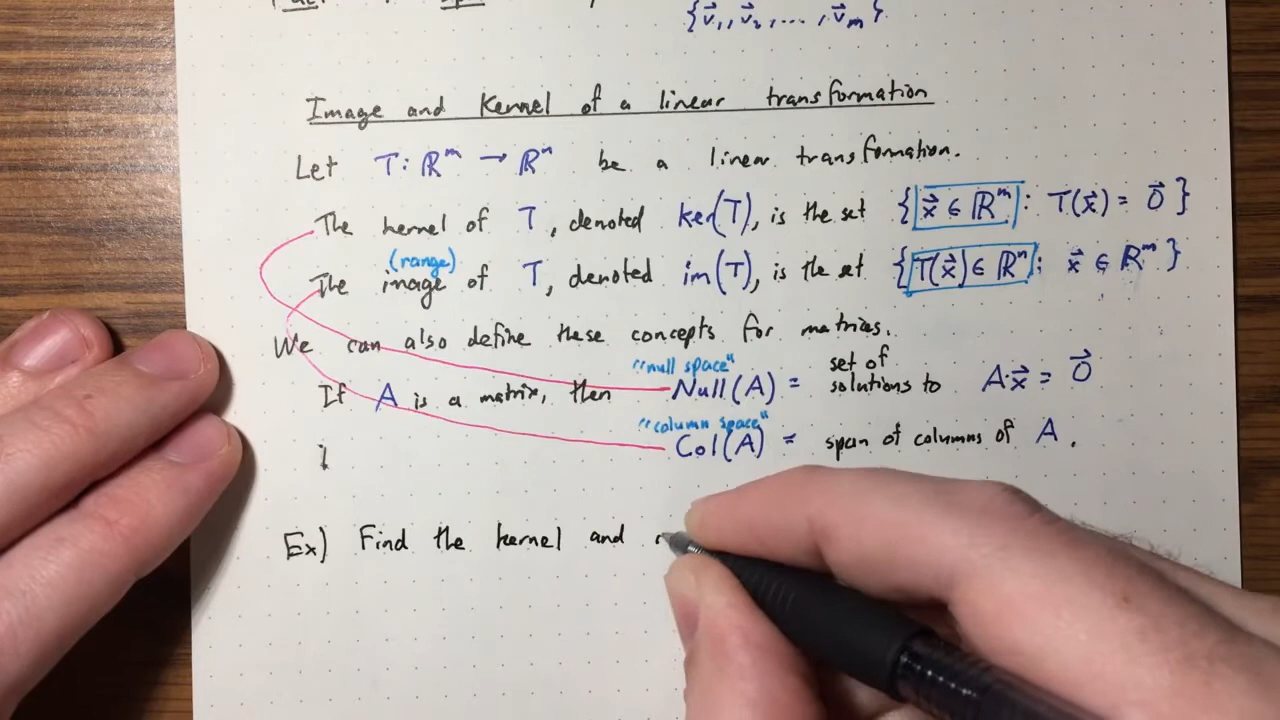 {v⃗₁, v⃗₂, ..., v⃗ₘ}
Image and Kernel of a linear transformation
Let T: ℝᵐ → ℝⁿ be a linear transformation.
The kernel of T, denoted ker(T), is the set {x⃗ ∈ ℝᵐ : T(x⃗) = 0⃗}
(range)
The image of T, denoted im(T), is the set {T(x⃗) ∈ ℝⁿ : x⃗ ∈ ℝᵐ}
We can also define these concepts for matrices.
"null space"
If A is a matrix, then Null(A) = set of solutions to A·x⃗ = 0⃗
"column space"
Col(A) = span of columns of A.
Ex) Find the kernel and